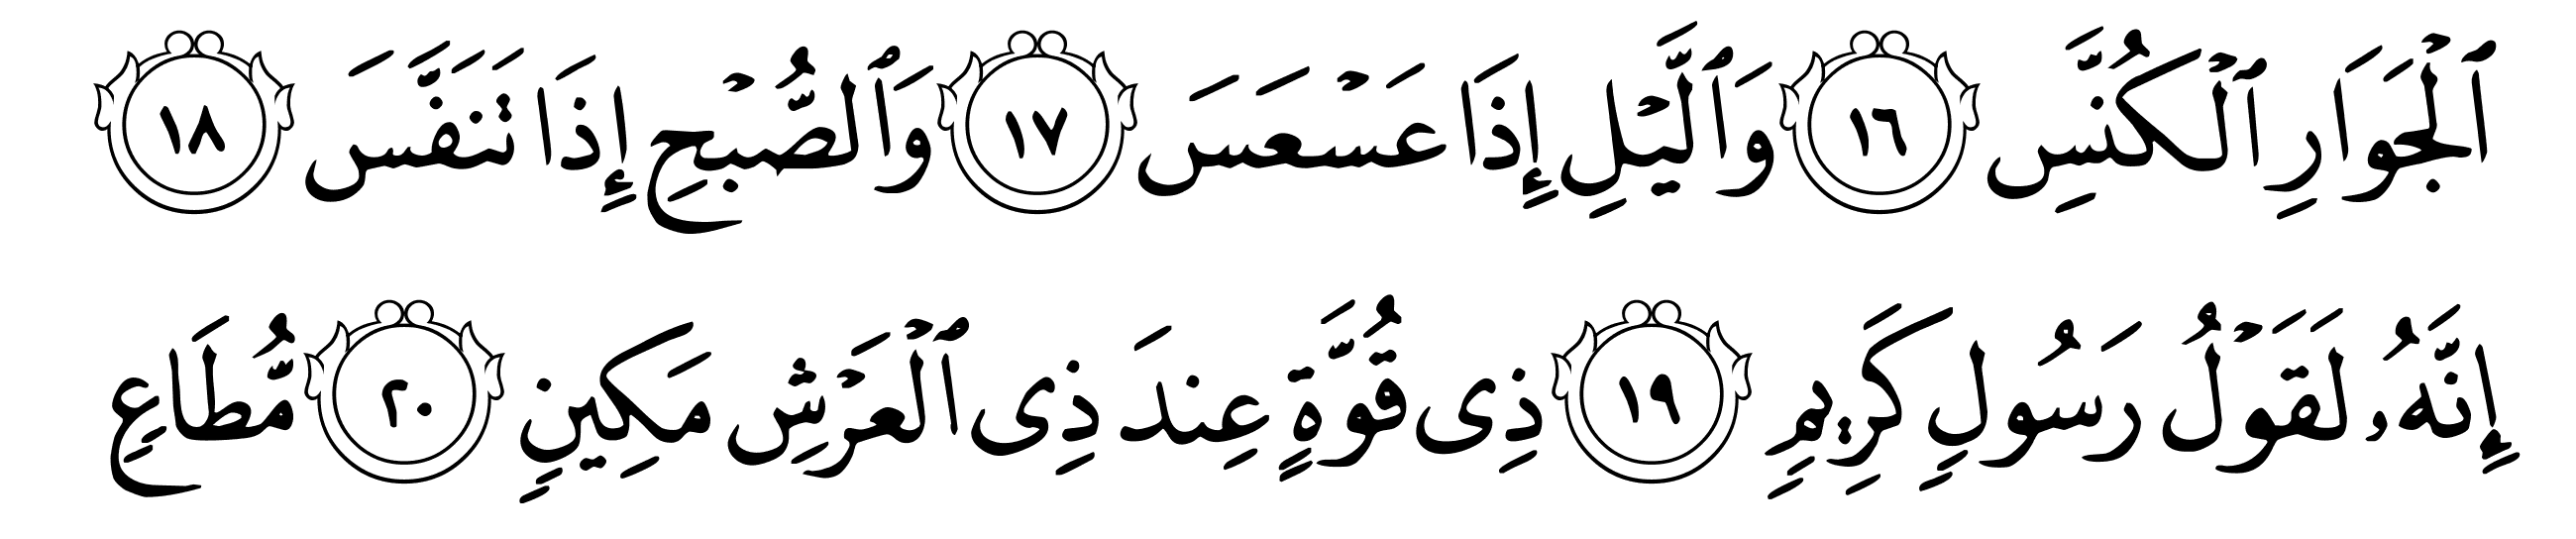 ٱلْجَوَارِ ٱلْكُنَّسِ ١٦ وَٱلَّيْلِ إِذَا عَسْعَسَ ١٧ وَٱلصُّبْحِ إِذَا تَنَفَّسَ ١٨
إِنَّهُۥ لَقَوْلُ رَسُولٍ كَرِيمٍ ١٩ ذِى قُوَّةٍ عِندَ ذِى ٱلْعَرْشِ مَكِينٍ ٢٠ مُّطَاعٍ